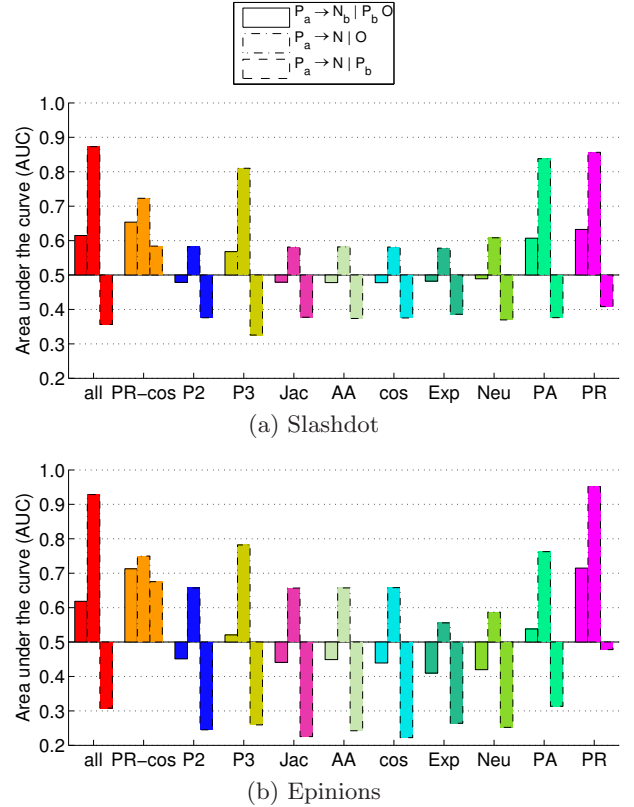 P_a → N_b | P_b O
P_a → N | O
P_a → N | P_b
Area under the curve (AUC)
1.0
0.9
0.8
0.7
0.6
0.5
0.4
0.3
0.2
all PR−cos P2 P3 Jac AA cos Exp Neu PA PR
(a) Slashdot
Area under the curve (AUC)
1.0
0.9
0.8
0.7
0.6
0.5
0.4
0.3
0.2
all PR−cos P2 P3 Jac AA cos Exp Neu PA PR
(b) Epinions